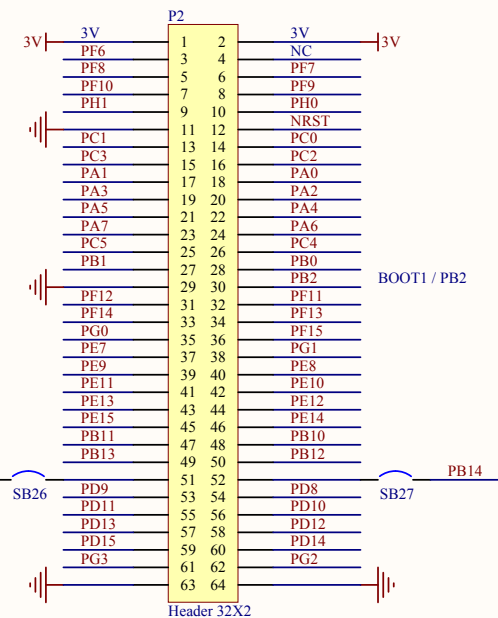 P2
3V 3V 1 2 3V 3V
PF6 3 4 NC
PF8 5 6 PF7
PF10 7 8 PF9
PH1 9 10 PH0
11 12 NRST
PC1 13 14 PC0
PC3 15 16 PC2
PA1 17 18 PA0
PA3 19 20 PA2
PA5 21 22 PA4
PA7 23 24 PA6
PC5 25 26 PC4
PB1 27 28 PB0
29 30 PB2 BOOT1 / PB2
PF12 31 32 PF11
PF14 33 34 PF13
PG0 35 36 PF15
PE7 37 38 PG1
PE9 39 40 PE8
PE11 41 42 PE10
PE13 43 44 PE12
PE15 45 46 PE14
PB11 47 48 PB10
PB13 49 50 PB12
SB26 51 52 SB27 PB14
PD9 53 54 PD8
PD11 55 56 PD10
PD13 57 58 PD12
PD15 59 60 PD14
PG3 61 62 PG2
63 64
Header 32X2